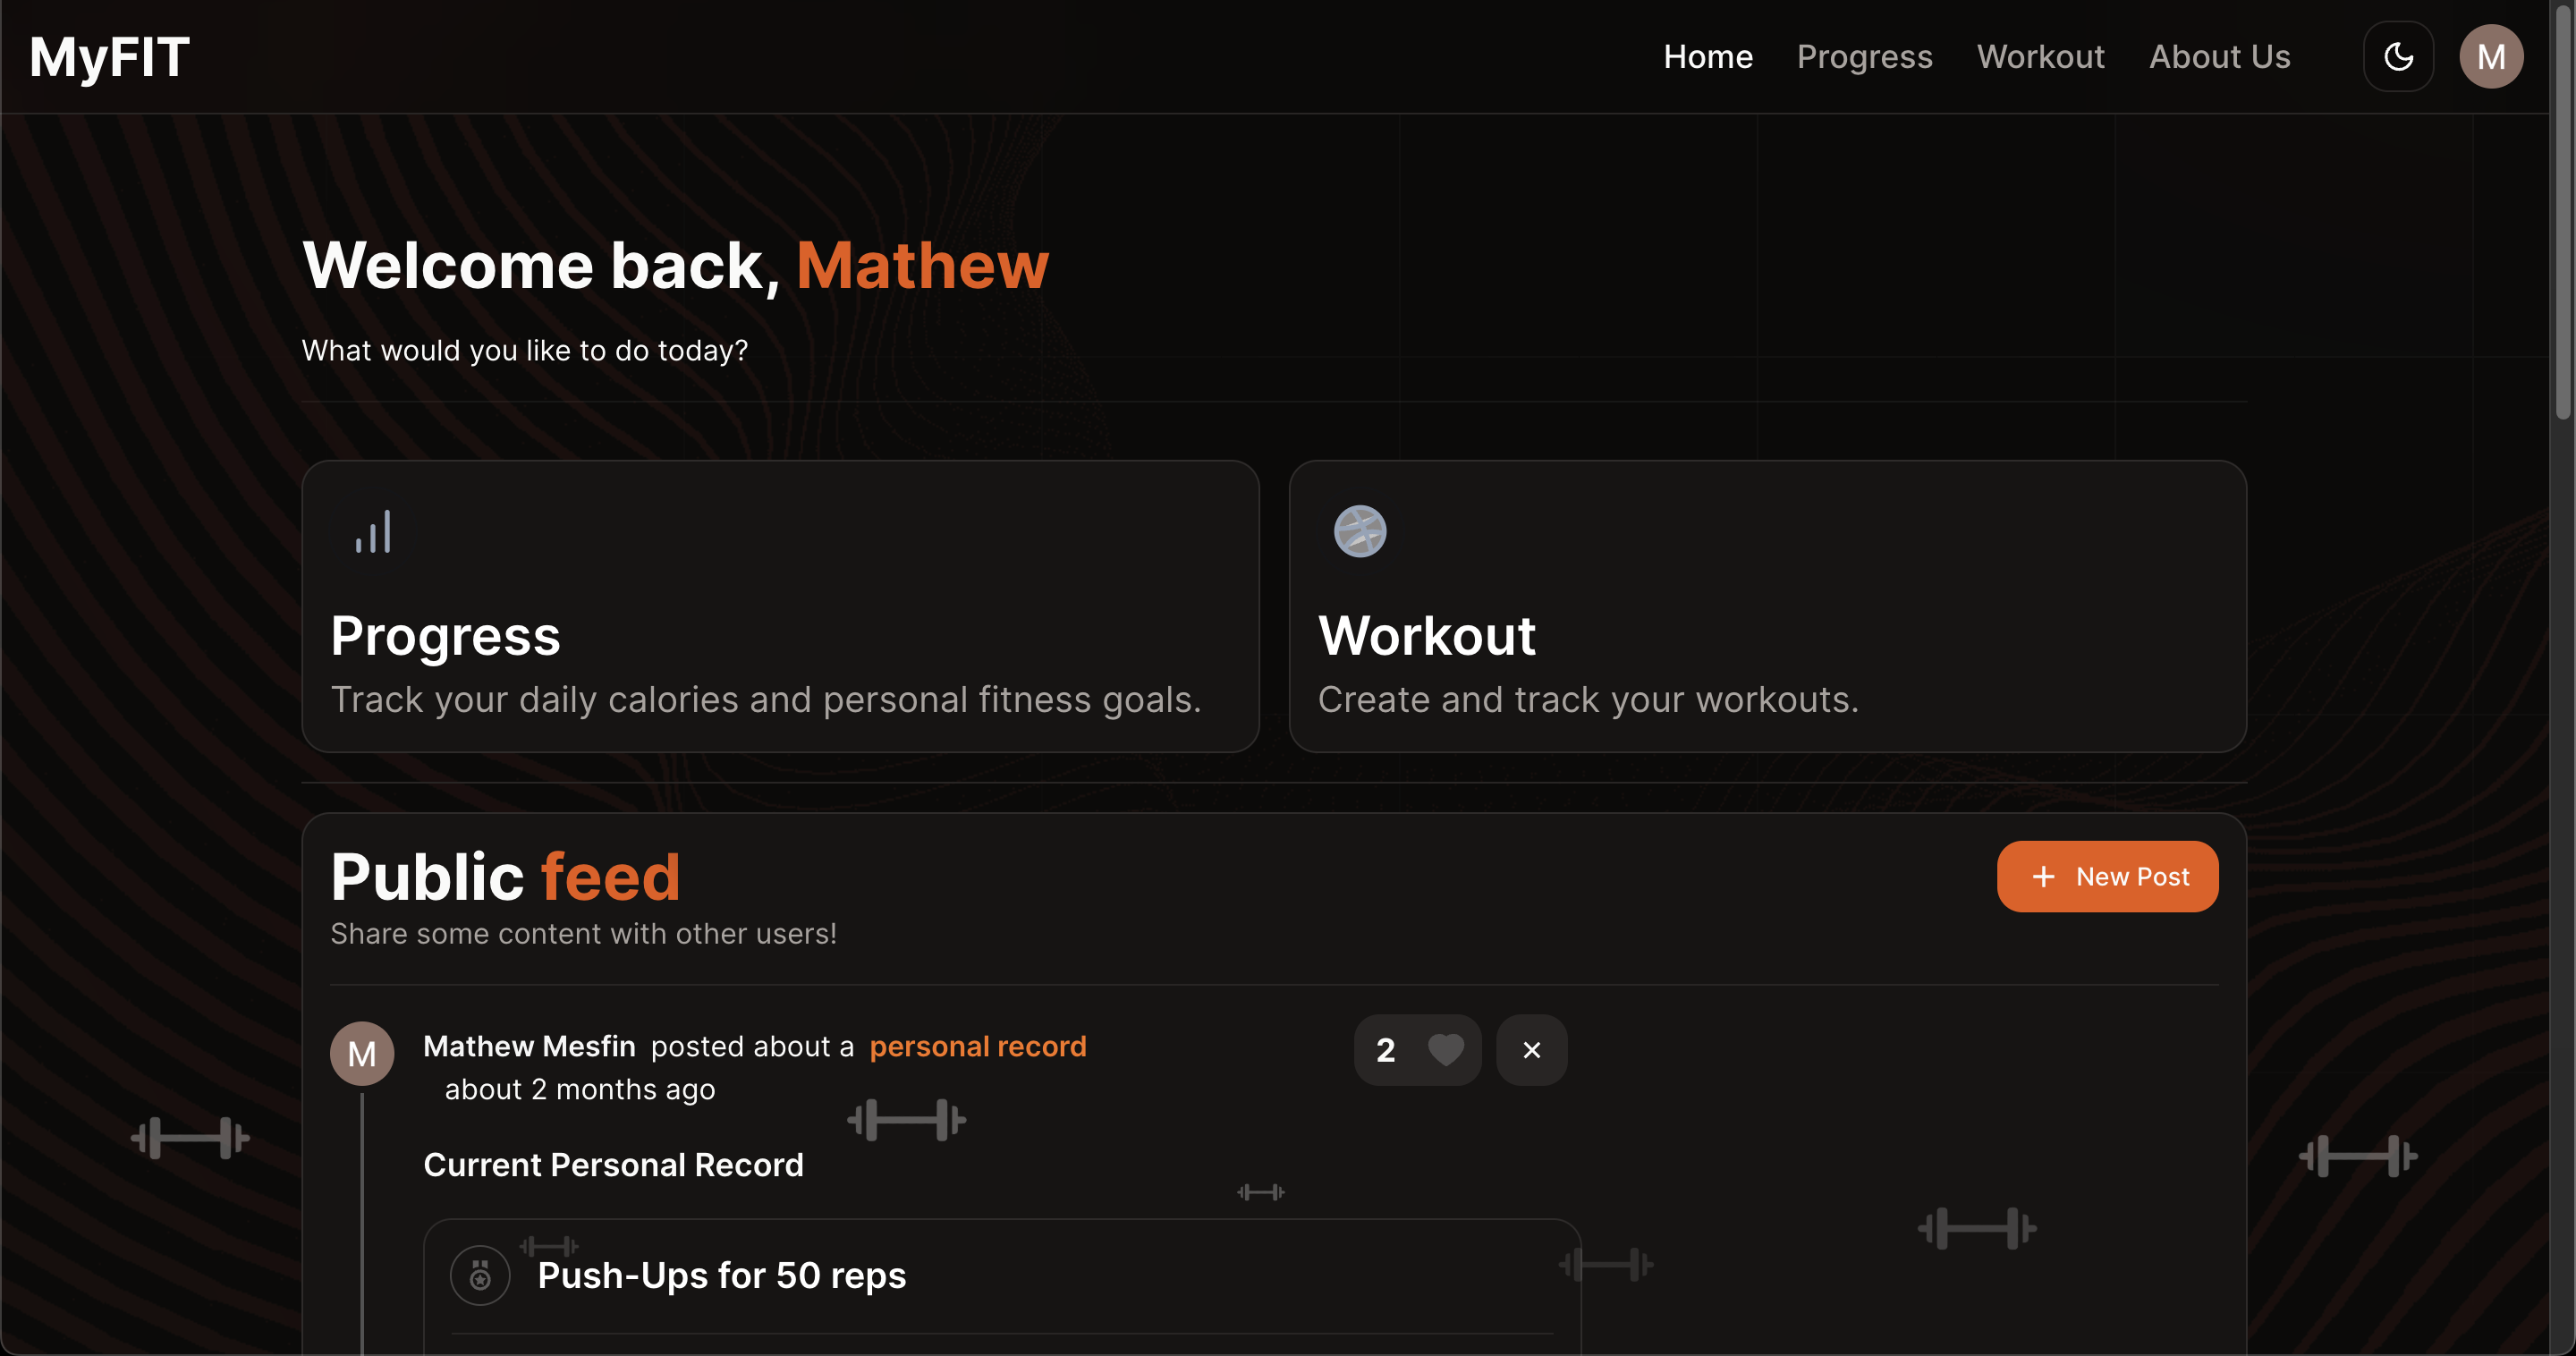 MyFIT
Home Progress Workout About Us M
Welcome back, Mathew
What would you like to do today?
Progress
Track your daily calories and personal fitness goals.
Workout
Create and track your workouts.
Public feed
+ New Post
Share some content with other users!
M
Mathew Mesfin posted about a personal record
about 2 months ago
2
Current Personal Record
Push-Ups for 50 reps